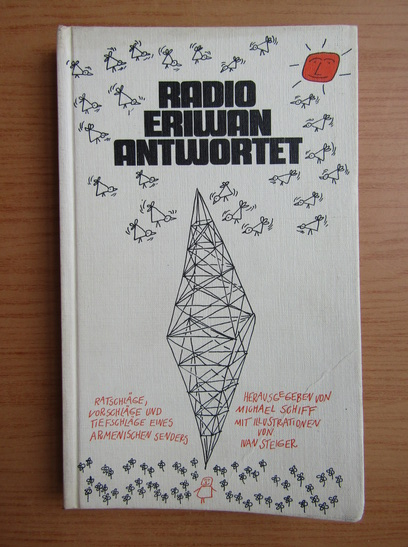 RADIO
ERIWAN
ANTWORTET
RATSCHLÄGE,
VORSCHLÄGE UND
TIEFSCHLÄGE EINES
ARMENISCHEN SENDERS
HERAUSGEGEBEN VON
MICHAEL SCHIFF
MIT ILLUSTRATIONEN
VON
IVAN STEIGER